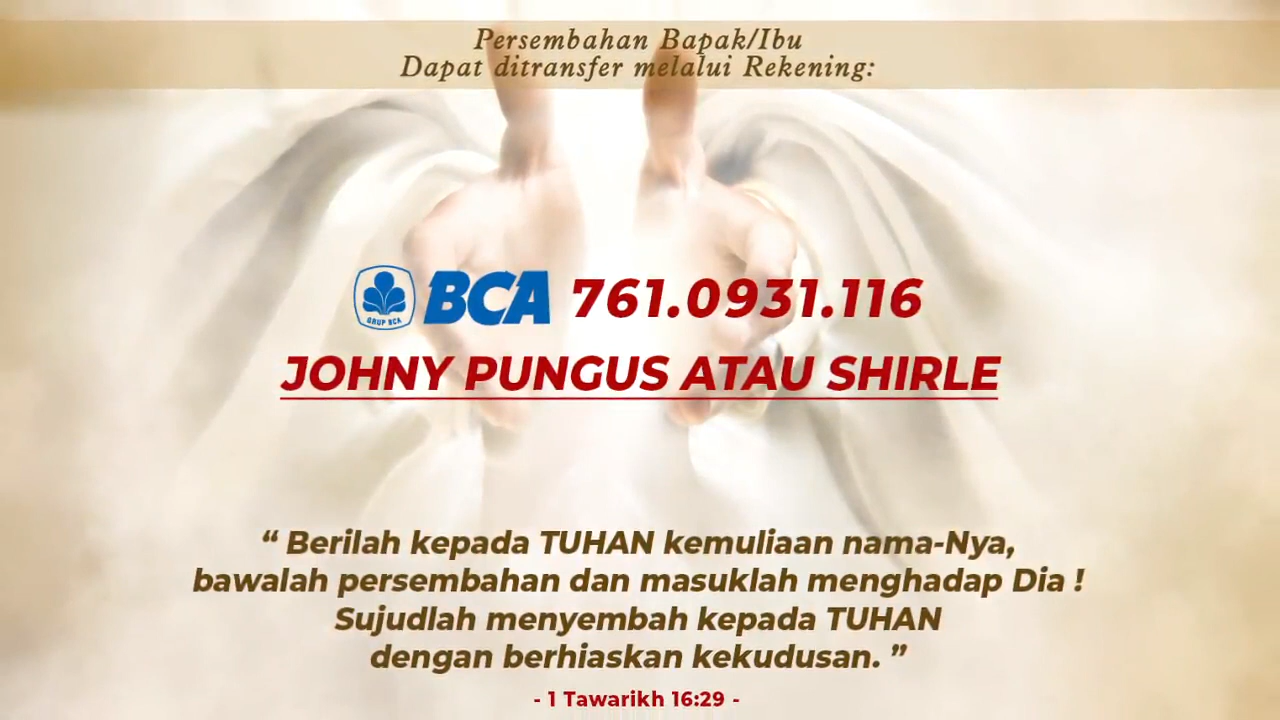 Persembahan Bapak/Ibu
Dapat ditransfer melalui Rekening:
GRUP BCA
BCA 761.0931.116
JOHNY PUNGUS ATAU SHIRLE
“ Berilah kepada TUHAN kemuliaan nama-Nya,
bawalah persembahan dan masuklah menghadap Dia !
Sujudlah menyembah kepada TUHAN
dengan berhiaskan kekudusan. ”
- 1 Tawarikh 16:29 -